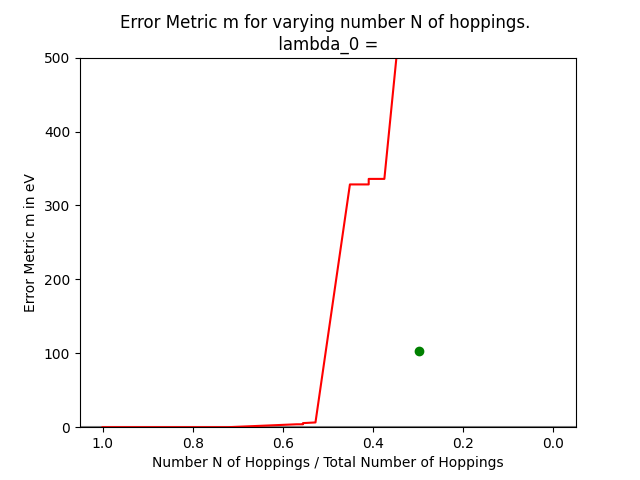 Error Metric m for varying number N of hoppings.
lambda_0 =
500
400
300
200
100
0
Error Metric m in eV
1.0 0.8 0.6 0.4 0.2 0.0
Number N of Hoppings / Total Number of Hoppings